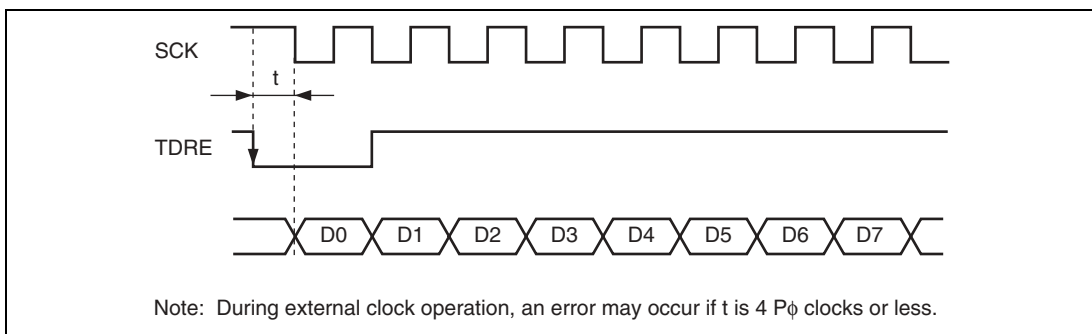 SCK
t
TDRE
D0 D1 D2 D3 D4 D5 D6 D7
Note: During external clock operation, an error may occur if t is 4 Pϕ clocks or less.